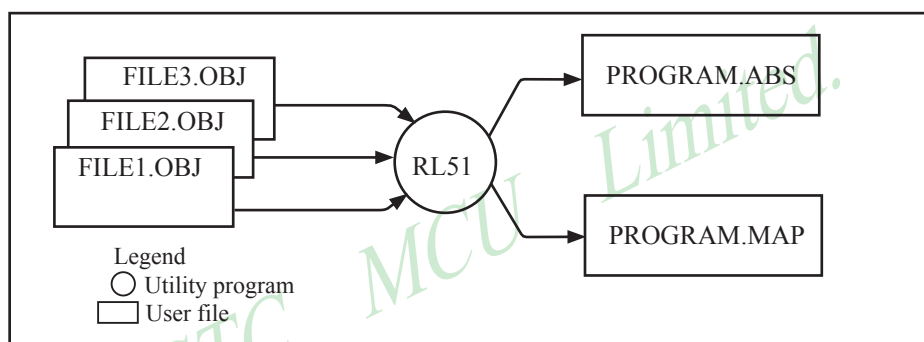 FILE3.OBJ
FILE2.OBJ
FILE1.OBJ
RL51
PROGRAM.ABS
PROGRAM.MAP
Legend
Utility program
User file
STC MCU Limited.